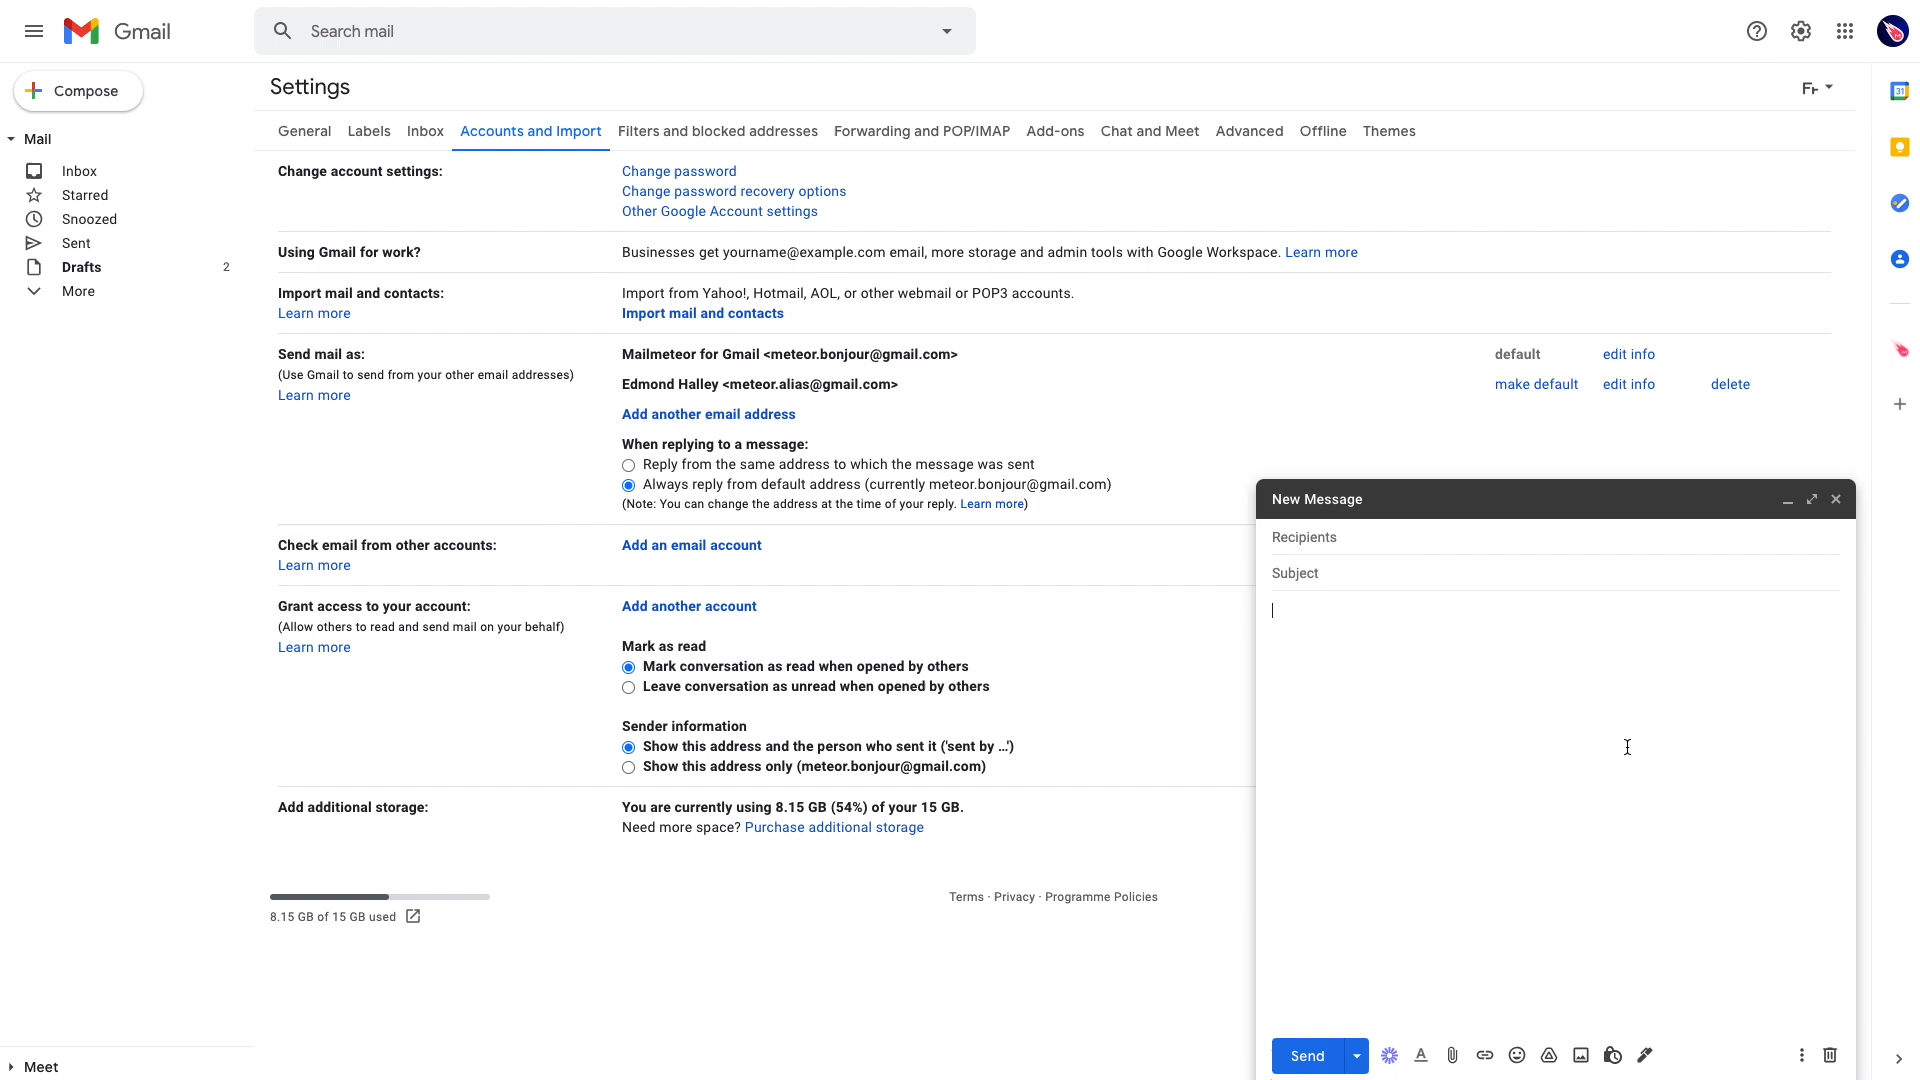 Gmail
Search mail
Compose
Settings
Fr
General Labels Inbox Accounts and Import Filters and blocked addresses Forwarding and POP/IMAP Add-ons Chat and Meet Advanced Offline Themes
Mail
Inbox
Starred
Snoozed
Sent
Drafts 2
More
Change account settings:
Change password
Change password recovery options
Other Google Account settings
Using Gmail for work?
Businesses get yourname@example.com email, more storage and admin tools with Google Workspace. Learn more
Import mail and contacts:
Learn more
Import from Yahoo!, Hotmail, AOL, or other webmail or POP3 accounts.
Import mail and contacts
Send mail as:
(Use Gmail to send from your other email addresses)
Learn more
Mailmeteor for Gmail <meteor.bonjour@gmail.com> default edit info
Edmond Halley <meteor.alias@gmail.com> make default edit info delete
Add another email address
When replying to a message:
Reply from the same address to which the message was sent
Always reply from default address (currently meteor.bonjour@gmail.com)
(Note: You can change the address at the time of your reply. Learn more)
Check email from other accounts:
Learn more
Add an email account
Grant access to your account:
(Allow others to read and send mail on your behalf)
Learn more
Add another account
Mark as read
Mark conversation as read when opened by others
Leave conversation as unread when opened by others
Sender information
Show this address and the person who sent it ('sent by ...')
Show this address only (meteor.bonjour@gmail.com)
Add additional storage:
You are currently using 8.15 GB (54%) of your 15 GB.
Need more space? Purchase additional storage
8.15 GB of 15 GB used
Terms · Privacy · Programme Policies
New Message
Recipients
Subject
Send
Meet
31